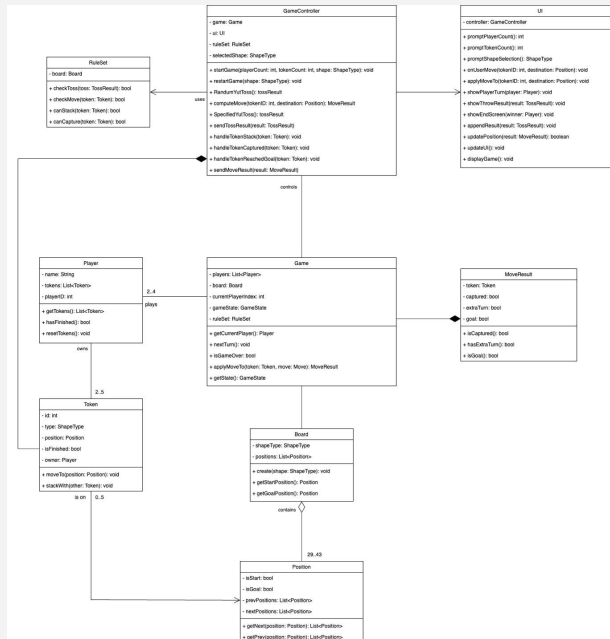 GameController
- game: Game
- ui: UI
- ruleSet: RuleSet
- selectedShape: ShapeType
+ startGame(playerCount: int, tokenCount: int, shape: ShapeType): void
+ restartGame(shape: ShapeType): void
+ RandumYutToss(): tossResult
+ computeMove(tokenID: int, destination: Position): MoveResult
+ SpecifiedYutToss(): tossResult
+ sendTossResult(result: TossResult)
+ handleTokenStack(token: Token): void
+ handleTokenCaptured(token: Token): void
+ handleTokenReachedGoal(token: Token): void
+ sendMoveResult(result: MoveResult)
UI
- controller: GameController
+ promptPlayerCount(): int
+ promptTokenCount(): int
+ promptShapeSelection(): ShapeType
+ onUserMove(tokenID: int, destination: Position): void
+ applyMoveTo(tokenID: int, destination: Position): void
+ showPlayerTurn(player: Player): void
+ showThrowResult(result: TossResult): void
+ showEndScreen(winner: Player): void
+ appendResult(result: TossResult): void
+ updatePosition(result: MoveResult): boolean
+ updateUI(): void
+ displayGame(): void
RuleSet
- board: Board
+ checkToss(toss: TossResult): bool
+ checkMove(token: Token): bool
+ canStack(token: Token): bool
+ canCapture(token: Token): bool
uses
controls
Player
- name: String
- tokens: List<Token>
- playerID: int
+ getTokens(): List<Token>
+ hasFinished(): bool
+ resetTokens(): void
2..4
plays
Game
- players: List<Player>
- board: Board
- currentPlayerIndex: int
- gameState: GameState
- ruleSet: RuleSet
+ getCurrentPlayer(): Player
+ nextTurn(): void
+ isGameOver: bool
+ applyMoveTo(token: Token, move: Move): MoveResult
+ getState(): GameState
MoveResult
- token: Token
- captured: bool
- extraTurn: bool
- goal: bool
+ isCaptured(): bool
+ hasExtraTurn(): bool
+ isGoal(): bool
owns
2..5
Token
- id: int
- type: ShapeType
- position: Position
- isFinished: bool
- owner: Player
+ moveTo(position: Position): void
+ stackWith(other: Token): void
is on
0..5
Board
- shapeType: ShapeType
- positions: List<Position>
+ create(shape: ShapeType): void
+ getStartPosition(): Position
+ getGoalPosition(): Position
contains
29..43
Position
- isStart: bool
- isGoal: bool
- prevPositions: List<Position>
- nextPositions: List<Position>
+ getNext(position: Position): List<Position>
+ getPrev(position: Position): List<Position>